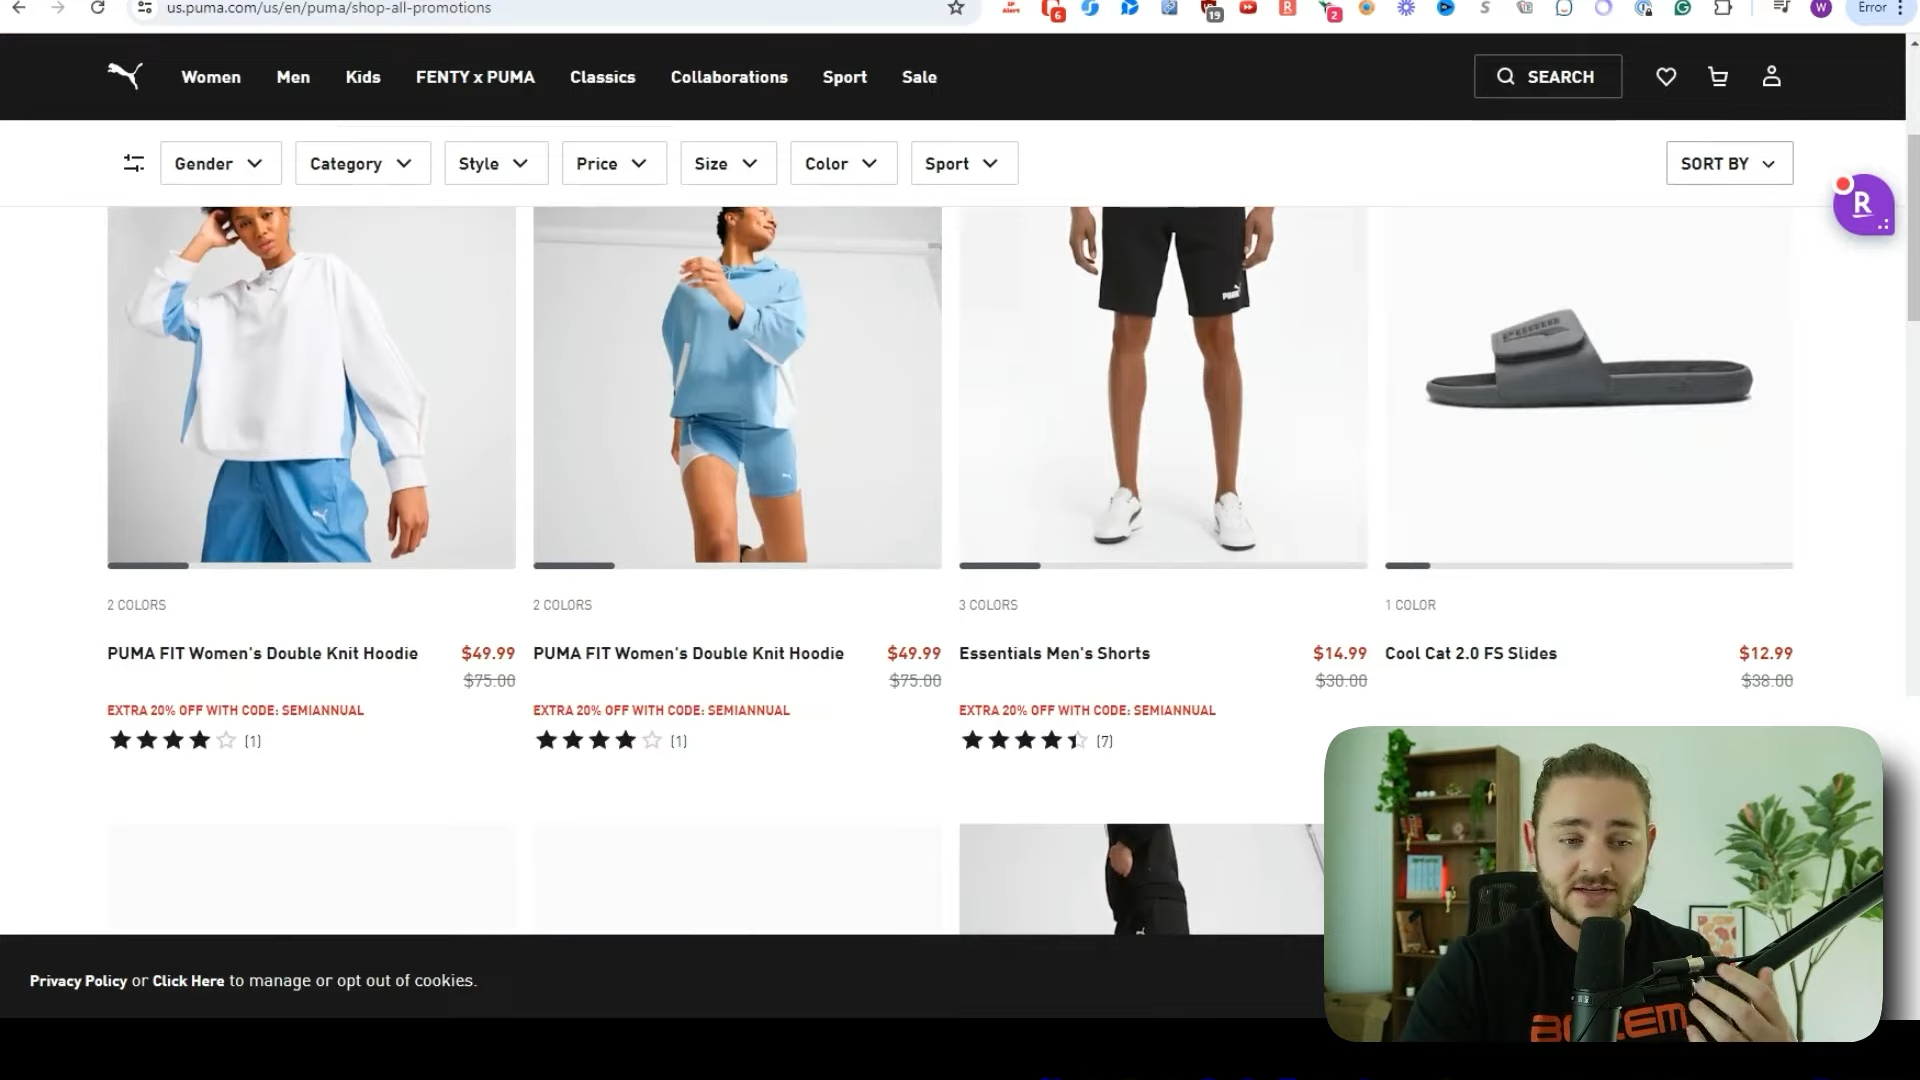 us.puma.com/us/en/puma/shop-all-promotions
6
19
R
2
S
W
Error
Women
Men
Kids
FENTY x PUMA
Classics
Collaborations
Sport
Sale
SEARCH
Gender
Category
Style
Price
Size
Color
Sport
SORT BY
R
2 COLORS
2 COLORS
3 COLORS
1 COLOR
PUMA FIT Women's Double Knit Hoodie
$49.99
PUMA FIT Women's Double Knit Hoodie
$49.99
Essentials Men's Shorts
$14.99
Cool Cat 2.0 FS Slides
$12.99
$75.00
$75.00
$30.00
$38.00
EXTRA 20% OFF WITH CODE: SEMIANNUAL
EXTRA 20% OFF WITH CODE: SEMIANNUAL
EXTRA 20% OFF WITH CODE: SEMIANNUAL
(1)
(1)
(7)
Privacy Policy or Click Here to manage or opt out of cookies.